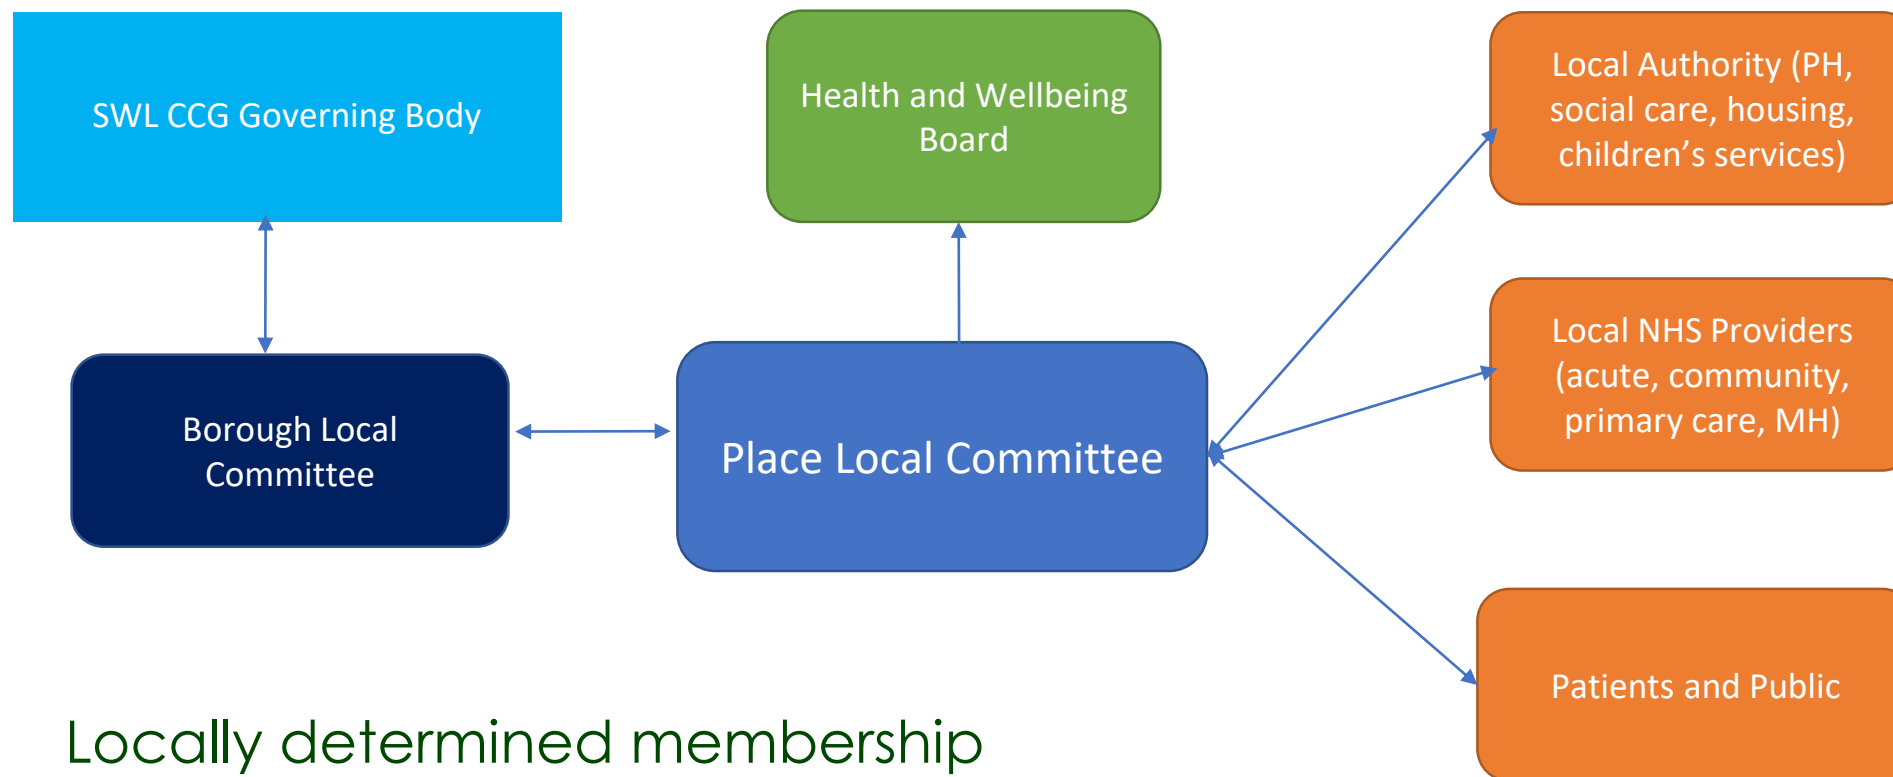 SWL CCG Governing Body
Health and Wellbeing
Board
Local Authority (PH,
social care, housing,
children’s services)
Borough Local
Committee
Place Local Committee
Local NHS Providers
(acute, community,
primary care, MH)
Patients and Public
Locally determined membership